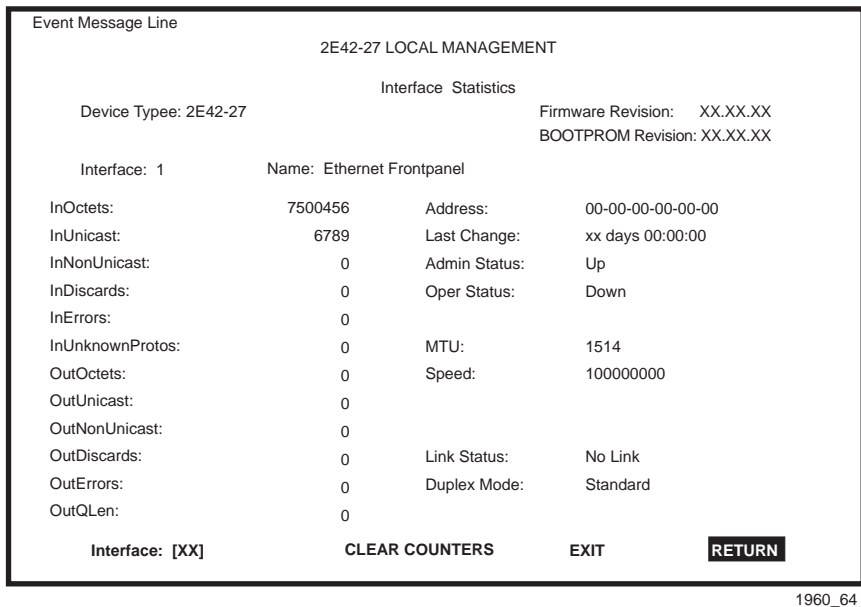 Event Message Line
2E42-27 LOCAL MANAGEMENT
Interface Statistics
Device Typee: 2E42-27 Firmware Revision: XX.XX.XX
BOOTPROM Revision: XX.XX.XX
Interface: 1 Name: Ethernet Frontpanel
InOctets: 7500456 Address: 00-00-00-00-00-00
InUnicast: 6789 Last Change: xx days 00:00:00
InNonUnicast: 0 Admin Status: Up
InDiscards: 0 Oper Status: Down
InErrors: 0
InUnknownProtos: 0 MTU: 1514
OutOctets: 0 Speed: 100000000
OutUnicast: 0
OutNonUnicast: 0
OutDiscards: 0 Link Status: No Link
OutErrors: 0 Duplex Mode: Standard
OutQLen: 0
Interface: [XX] CLEAR COUNTERS EXIT RETURN
1960_64